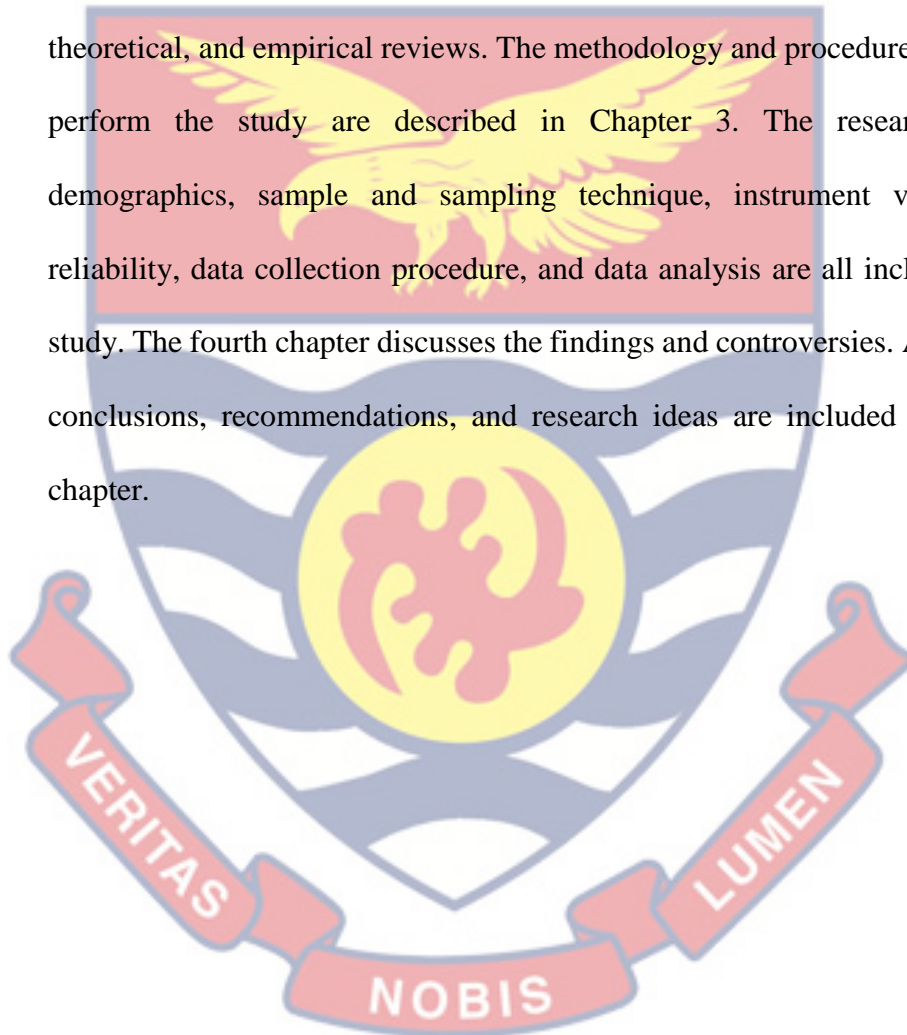 theoretical, and empirical reviews. The methodology and procedure
perform the study are described in Chapter 3. The resear
demographics, sample and sampling technique, instrument v
reliability, data collection procedure, and data analysis are all incl
study. The fourth chapter discusses the findings and controversies. A
conclusions, recommendations, and research ideas are included
chapter.
VERITAS
NOBIS
LUMEN